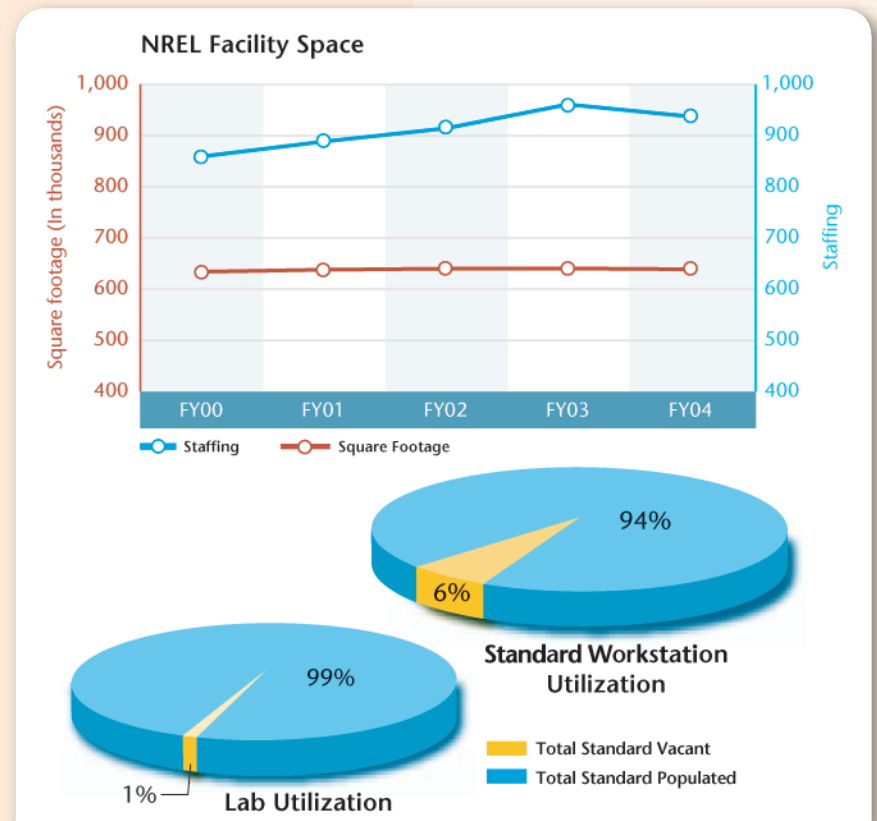 NREL Facility Space
Square footage (In thousands)
1,000
900
800
700
600
500
400
1,000
900
800
700
600
500
400
Staffing
FY00 FY01 FY02 FY03 FY04
Staffing Square Footage
94%
6%
Standard Workstation
Utilization
99%
1%
Lab Utilization
Total Standard Vacant
Total Standard Populated